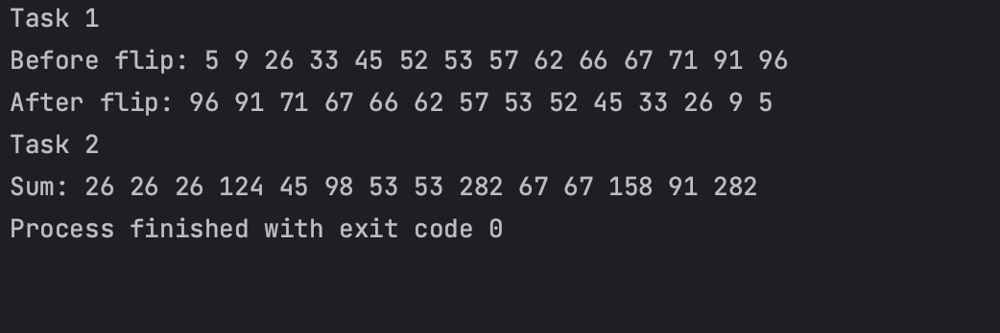 Task 1
Before flip: 5 9 26 33 45 52 53 57 62 66 67 71 91 96
After flip: 96 91 71 67 66 62 57 53 52 45 33 26 9 5
Task 2
Sum: 26 26 26 124 45 98 53 53 282 67 67 158 91 282
Process finished with exit code 0